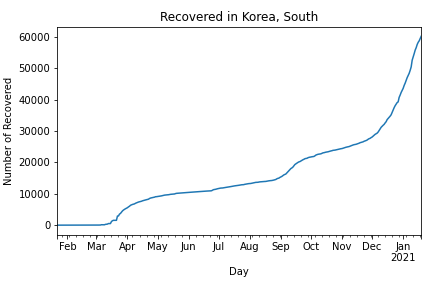 Recovered in Korea, South
60000
50000
40000
30000
20000
10000
0
Number of Recovered
Feb Mar Apr May Jun Jul Aug Sep Oct Nov Dec Jan
2021
Day